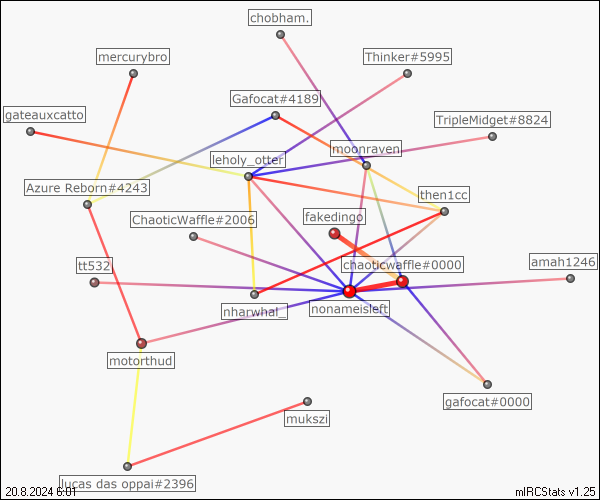 chobham.
mercurybro
Thinker#5995
Gafocat#4189
gateauxcatto
TripleMidget#8824
moonraven
leholy_otter
Azure Reborn#4243
then1cc
ChaoticWaffle#2006
fakedingo
chaoticwaffle#0000
amah1246
tt532
nharwhal_
nonameisleft
motorthud
gafocat#0000
mukszi
lucas das oppai#2396
20.8.2024 6:01
mIRCStats v1.25